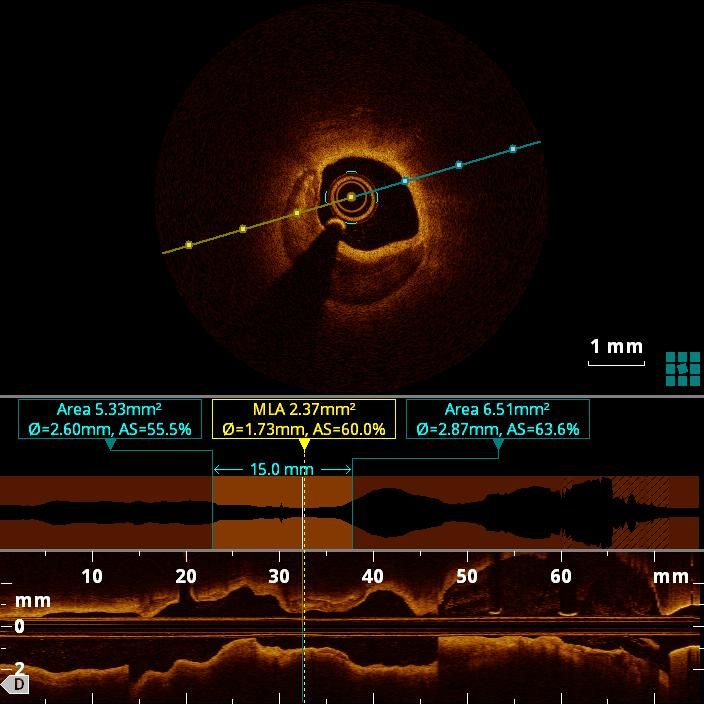 1 mm
Area 5.33mm²
Ø=2.60mm, AS=55.5%
MLA 2.37mm²
Ø=1.73mm, AS=60.0%
Area 6.51mm²
Ø=2.87mm, AS=63.6%
15.0 mm
10 20 30 40 50 60 mm
mm
0
2
D